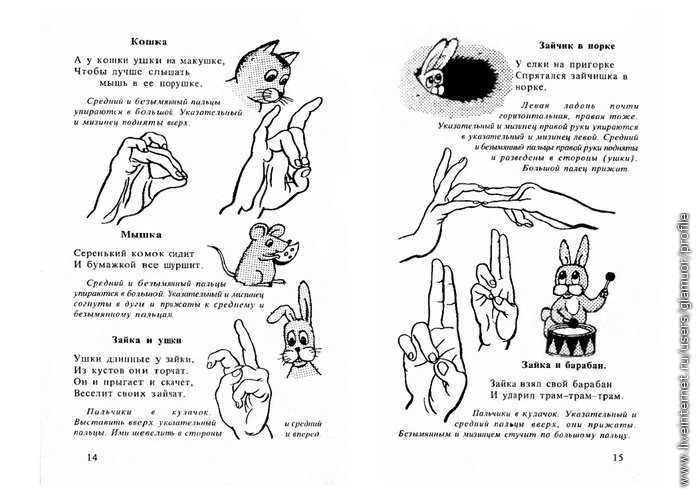 Кошка
А у кошки ушки на макушке,
Чтобы лучше слышать
мышь в ее норушке.
Средний и безымянный пальцы
упираются в большой. Указательный
и мизинец подняты вверх.
Мышка
Серенький комок сидит
И бумажкой все шуршит.
Средний и безымянный пальцы
упираются в большой. Указательный и мизинец
согнуты в дуги и прижаты к среднему и
безымянному пальцам.
Зайка и ушки
Ушки длинные у зайки,
Из кустов они торчат.
Он и прыгает и скачет,
Веселит своих зайчат.
Пальчики в кулачок.
Выставить вверх указательный и средний
пальцы. Ими шевелить в стороны и вперед.
14
Зайчик в норке
У елки на пригорке
Спрятался зайчишка в
норке.
Левая ладонь почти
горизонтальная, правая тоже.
Указательный и мизинец правой руки упираются
в указательный и мизинец левой. Средний
и безымянный пальцы правой руки подняты
и разведены в стороны (ушки).
Большой палец прижат.
Зайка и барабан.
Зайка взял свой барабан
И ударил трам-трам-трам.
Пальчики в кулачок. Указательный и
средний пальцы вверх, они прижаты.
Безымянным и мизинцем стучит по большому пальцу.
15
www.liveinternet.ru/users/glamuor/profile